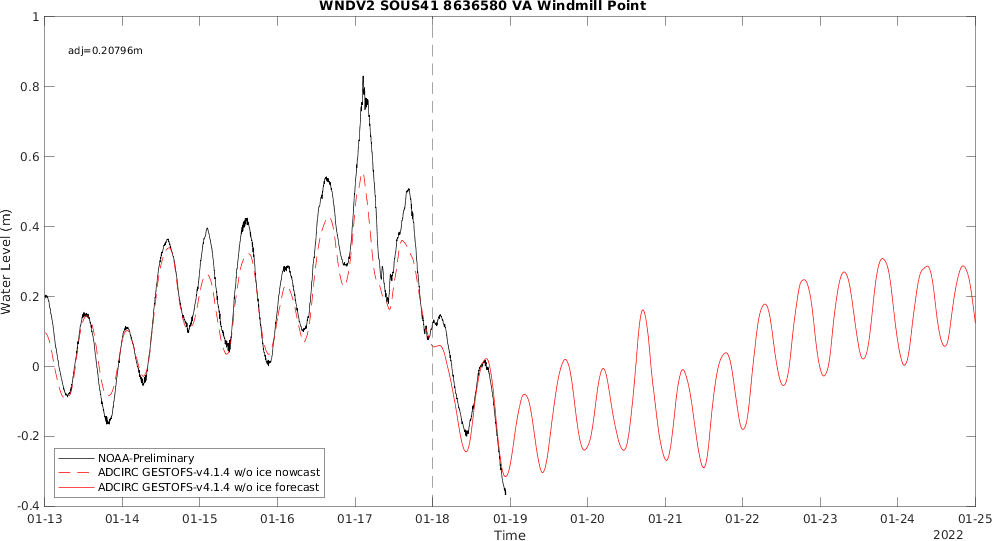 WNDV2 SOUS41 8636580 VA Windmill Point
adj=0.20796m
1
0.8
0.6
0.4
0.2
0
-0.2
-0.4
Water Level (m)
NOAA-Preliminary
ADCIRC GESTOFS-v4.1.4 w/o ice nowcast
ADCIRC GESTOFS-v4.1.4 w/o ice forecast
01-13 01-14 01-15 01-16 01-17 01-18 01-19 01-20 01-21 01-22 01-23 01-24 01-25
Time
2022